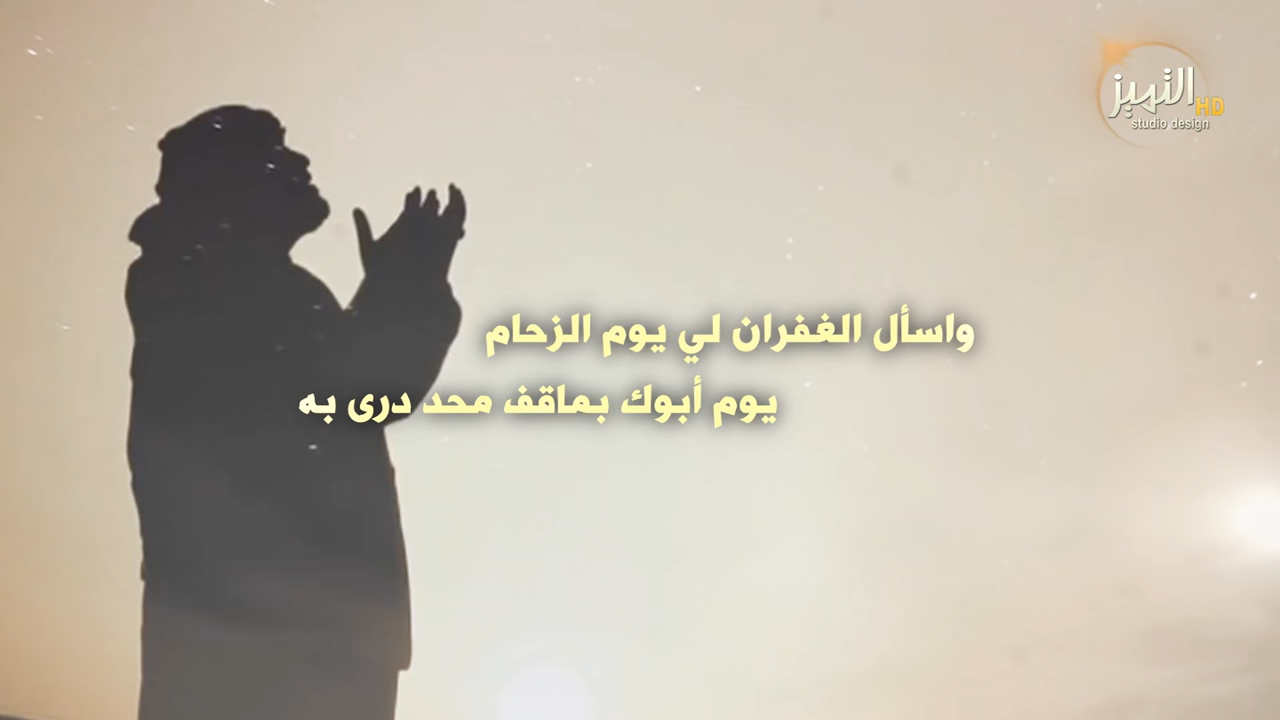 التميز HD
studio design
واسأل الغفران لي يوم الزحام
يوم أبوك بماقف محد درى به